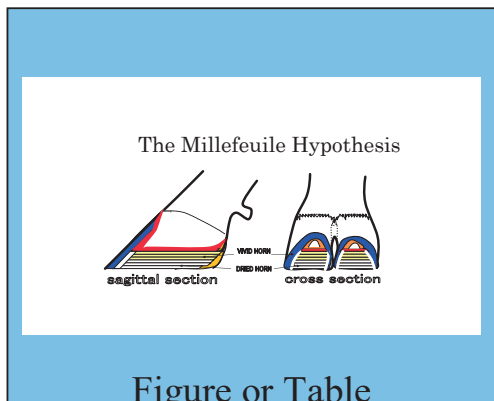 The Millefeuile Hypothesis
VIVID HORN
DRIED HORN
sagittal section
cross section
Figure or Table